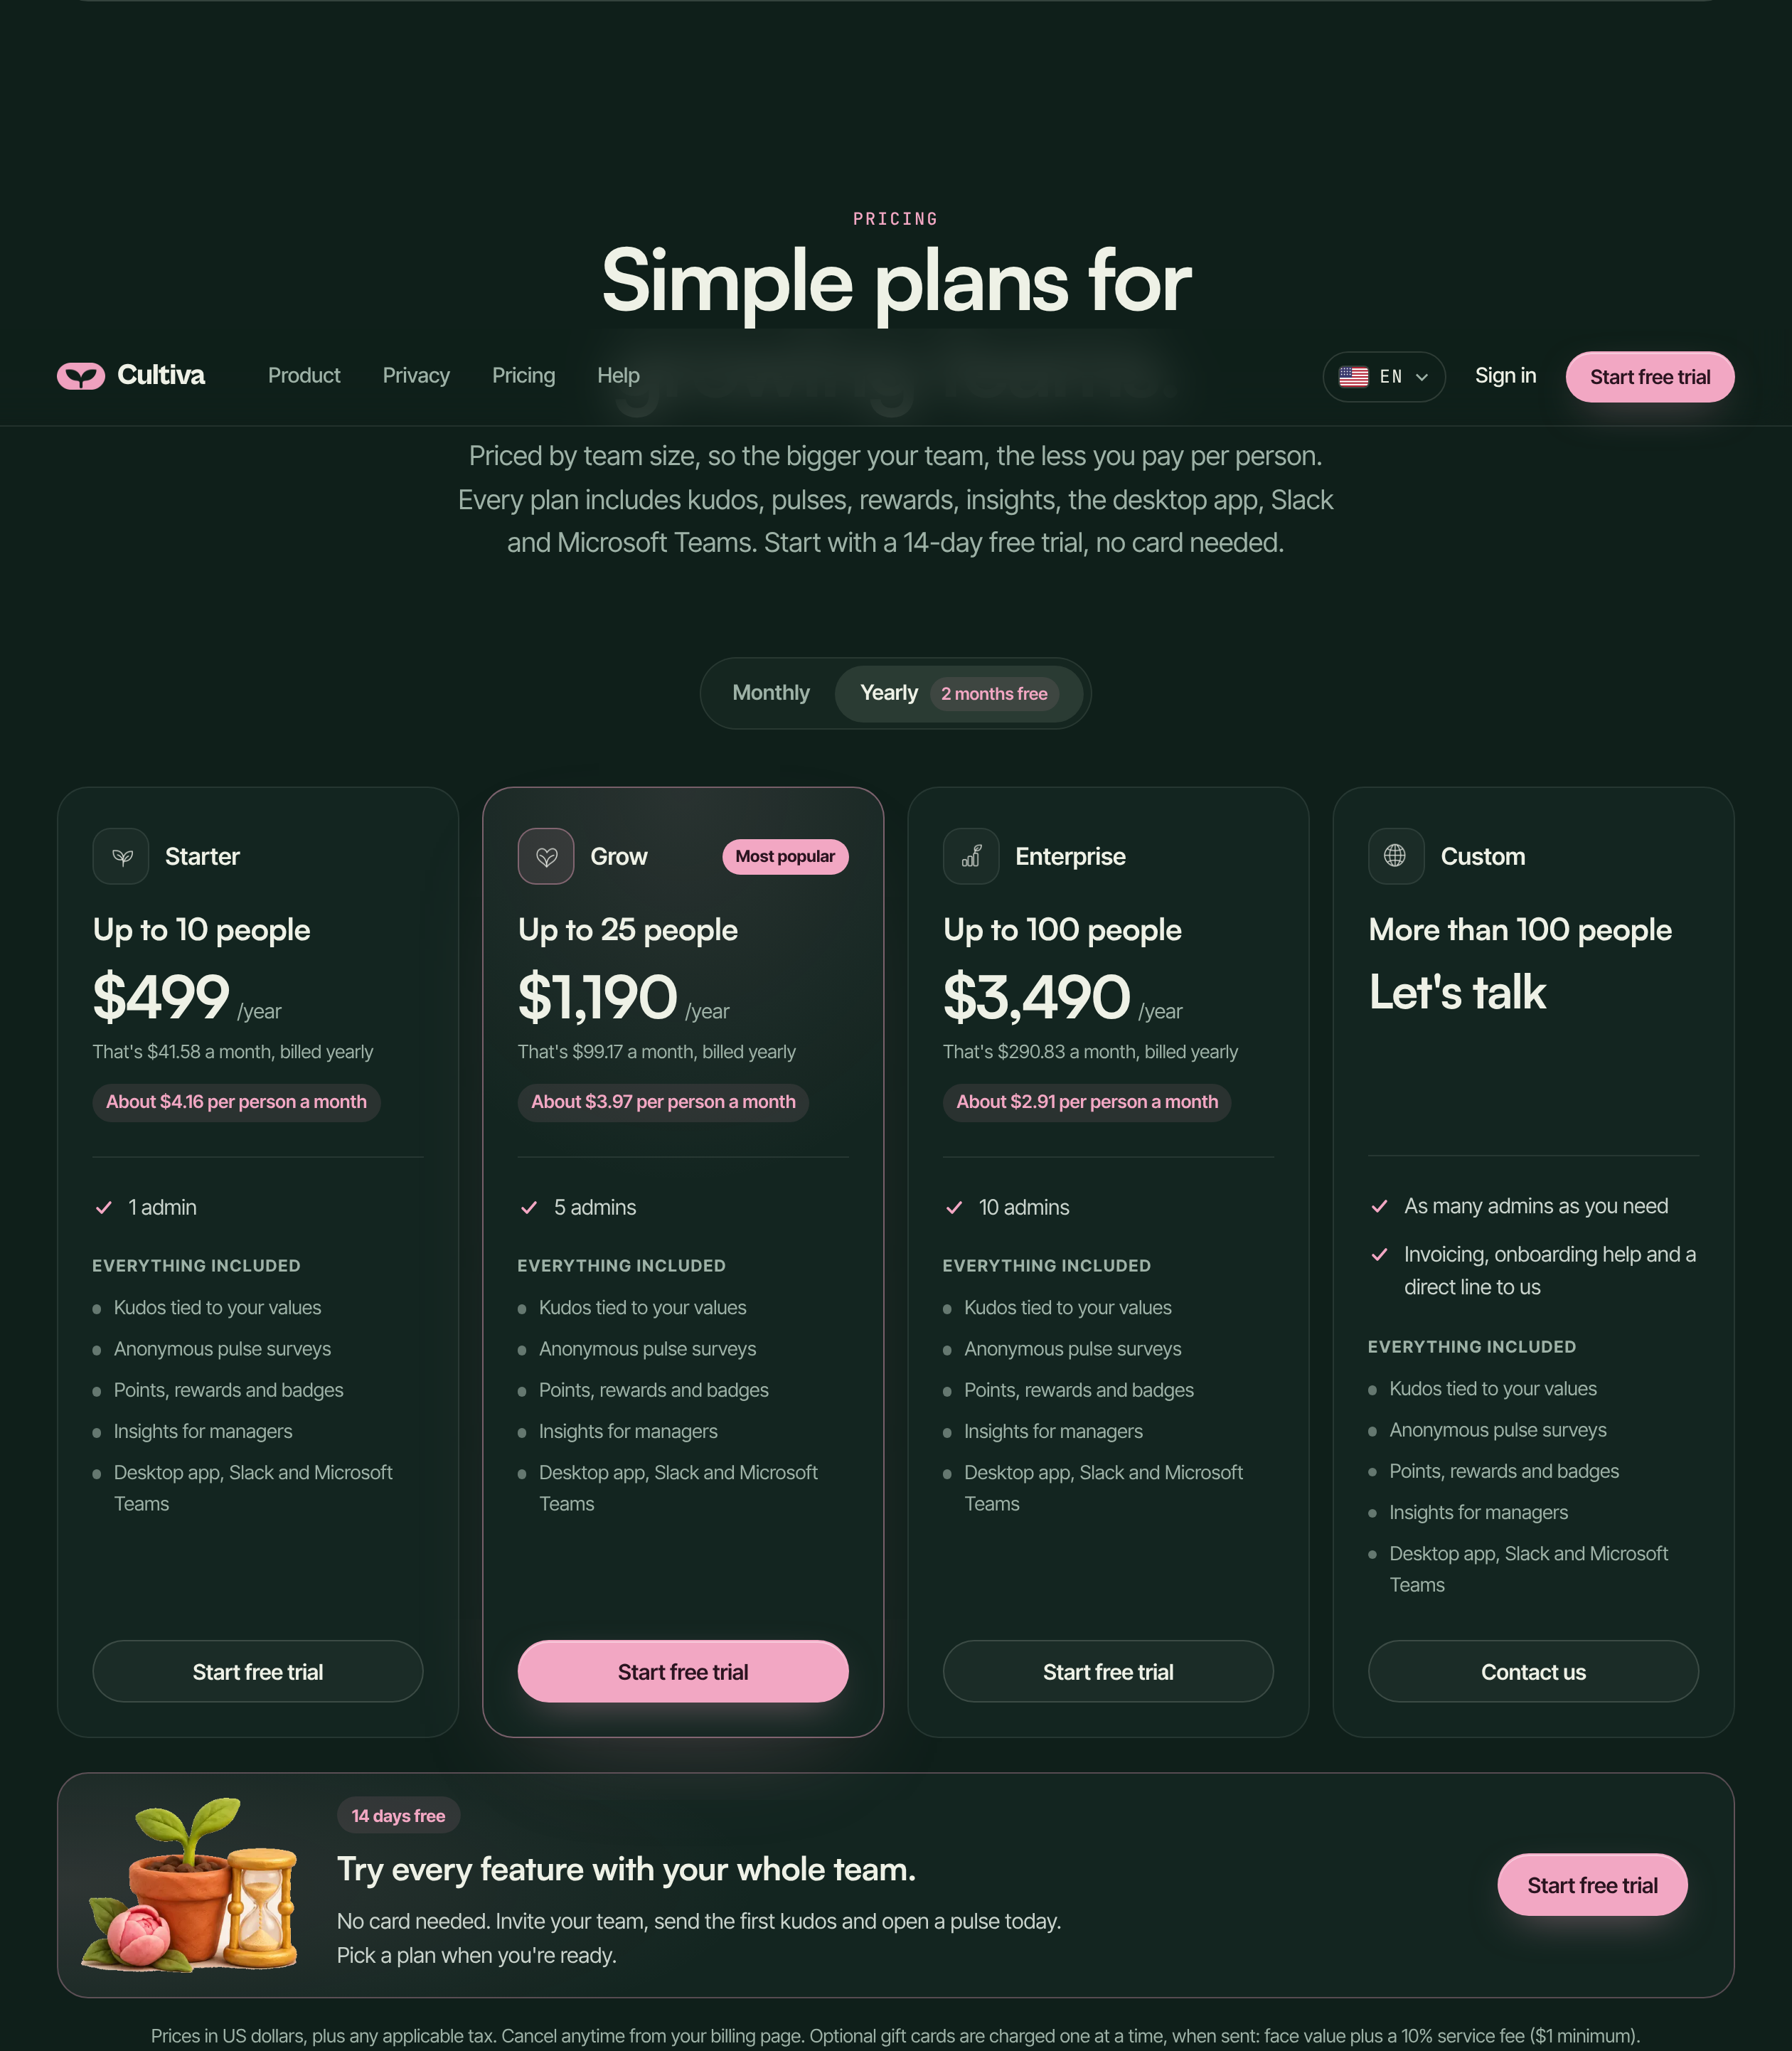 PRICING
Simple plans for
Cultiva
Product
Privacy
Pricing
Help
EN
Sign in
Start free trial
Priced by team size, so the bigger your team, the less you pay per person.
Every plan includes kudos, pulses, rewards, insights, the desktop app, Slack
and Microsoft Teams. Start with a 14-day free trial, no card needed.
Monthly
Yearly
2 months free
Starter
Up to 10 people
$499 /year
That's $41.58 a month, billed yearly
About $4.16 per person a month
1 admin
EVERYTHING INCLUDED
Kudos tied to your values
Anonymous pulse surveys
Points, rewards and badges
Insights for managers
Desktop app, Slack and Microsoft
Teams
Start free trial
Grow
Most popular
Up to 25 people
$1,190 /year
That's $99.17 a month, billed yearly
About $3.97 per person a month
5 admins
EVERYTHING INCLUDED
Kudos tied to your values
Anonymous pulse surveys
Points, rewards and badges
Insights for managers
Desktop app, Slack and Microsoft
Teams
Start free trial
Enterprise
Up to 100 people
$3,490 /year
That's $290.83 a month, billed yearly
About $2.91 per person a month
10 admins
EVERYTHING INCLUDED
Kudos tied to your values
Anonymous pulse surveys
Points, rewards and badges
Insights for managers
Desktop app, Slack and Microsoft
Teams
Start free trial
Custom
More than 100 people
Let's talk
As many admins as you need
Invoicing, onboarding help and a
direct line to us
EVERYTHING INCLUDED
Kudos tied to your values
Anonymous pulse surveys
Points, rewards and badges
Insights for managers
Desktop app, Slack and Microsoft
Teams
Contact us
14 days free
Try every feature with your whole team.
No card needed. Invite your team, send the first kudos and open a pulse today.
Pick a plan when you're ready.
Start free trial
Prices in US dollars, plus any applicable tax. Cancel anytime from your billing page. Optional gift cards are charged one at a time, when sent: face value plus a 10% service fee ($1 minimum).